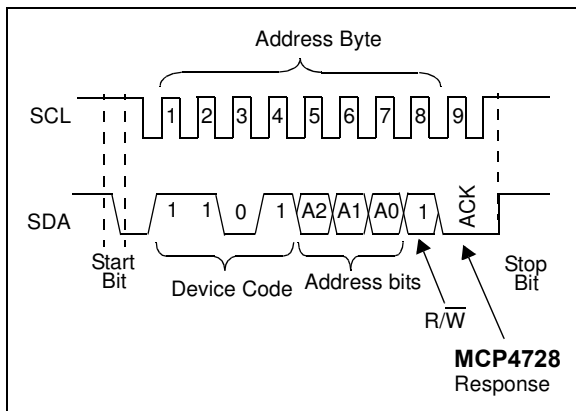 Address Byte
SCL 1 2 3 4 5 6 7 8 9
SDA 1 1 0 1 A2 A1 A0 1 ACK
Start
Bit
Device Code
Address bits
Stop
Bit
R/W̅
MCP4728
Response